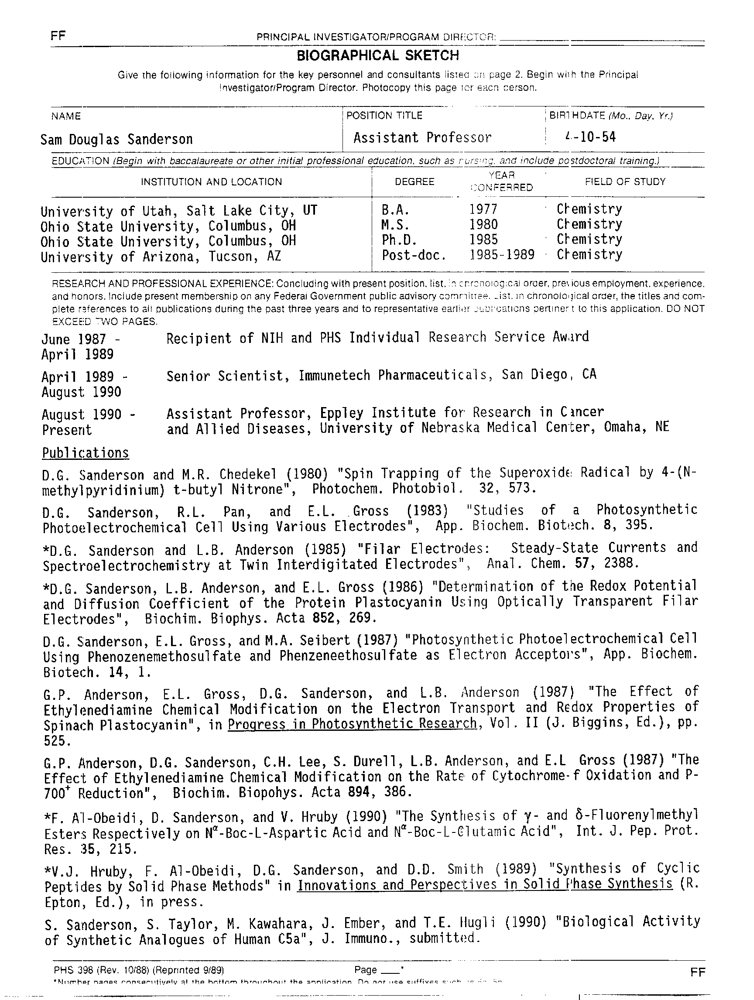 FF
PRINCIPAL INVESTIGATOR/PROGRAM DIRECTOR:
BIOGRAPHICAL SKETCH
Give the following information for the key personnel and consultants listed on page 2. Begin with the Principal
Investigator/Program Director. Photocopy this page for each person.
NAME POSITION TITLE BIRTHDATE (Mo., Day, Yr.)
Sam Douglas Sanderson Assistant Professor -10-54
EDUCATION (Begin with baccalaureate or other initial professional education, such as nursing, and include postdoctoral training.)
INSTITUTION AND LOCATION DEGREE YEAR CONFERRED FIELD OF STUDY
University of Utah, Salt Lake City, UT B.A. 1977 Chemistry
Ohio State University, Columbus, OH M.S. 1980 Chemistry
Ohio State University, Columbus, OH Ph.D. 1985 Chemistry
University of Arizona, Tucson, AZ Post-doc. 1985-1989 Chemistry
RESEARCH AND PROFESSIONAL EXPERIENCE: Concluding with present position, list, in chronological order, previous employment, experience,
and honors. Include present membership on any Federal Government public advisory committee. List, in chronological order, the titles and com-
plete references to all publications during the past three years and to representative earlier publications pertinent to this application. DO NOT
EXCEED TWO PAGES.
June 1987 - Recipient of NIH and PHS Individual Research Service Award
April 1989
April 1989 - Senior Scientist, Immunetech Pharmaceuticals, San Diego, CA
August 1990
August 1990 - Assistant Professor, Eppley Institute for Research in Cancer
Present and Allied Diseases, University of Nebraska Medical Center, Omaha, NE
Publications
D.G. Sanderson and M.R. Chedekel (1980) "Spin Trapping of the Superoxide Radical by 4-(N-
methylpyridinium) t-butyl Nitrone", Photochem. Photobiol. 32, 573.
D.G. Sanderson, R.L. Pan, and E.L. Gross (1983) "Studies of a Photosynthetic
Photoelectrochemical Cell Using Various Electrodes", App. Biochem. Biotech. 8, 395.
*D.G. Sanderson and L.B. Anderson (1985) "Filar Electrodes: Steady-State Currents and
Spectroelectrochemistry at Twin Interdigitated Electrodes", Anal. Chem. 57, 2388.
*D.G. Sanderson, L.B. Anderson, and E.L. Gross (1986) "Determination of the Redox Potential
and Diffusion Coefficient of the Protein Plastocyanin Using Optically Transparent Filar
Electrodes", Biochim. Biophys. Acta 852, 269.
D.G. Sanderson, E.L. Gross, and M.A. Seibert (1987) "Photosynthetic Photoelectrochemical Cell
Using Phenozenemethosulfate and Phenzeneethosulfate as Electron Acceptors", App. Biochem.
Biotech. 14, 1.
G.P. Anderson, E.L. Gross, D.G. Sanderson, and L.B. Anderson (1987) "The Effect of
Ethylenediamine Chemical Modification on the Electron Transport and Redox Properties of
Spinach Plastocyanin", in Progress in Photosynthetic Research, Vol. II (J. Biggins, Ed.), pp.
525.
G.P. Anderson, D.G. Sanderson, C.H. Lee, S. Durell, L.B. Anderson, and E.L Gross (1987) "The
Effect of Ethylenediamine Chemical Modification on the Rate of Cytochrome-f Oxidation and P-
700⁺ Reduction", Biochim. Biopohys. Acta 894, 386.
*F. Al-Obeidi, D. Sanderson, and V. Hruby (1990) "The Synthesis of γ- and δ-Fluorenylmethyl
Esters Respectively on Nᵅ-Boc-L-Aspartic Acid and Nᵅ-Boc-L-Glutamic Acid", Int. J. Pep. Prot.
Res. 35, 215.
*V.J. Hruby, F. Al-Obeidi, D.G. Sanderson, and D.D. Smith (1989) "Synthesis of Cyclic
Peptides by Solid Phase Methods" in Innovations and Perspectives in Solid Phase Synthesis (R.
Epton, Ed.), in press.
S. Sanderson, S. Taylor, M. Kawahara, J. Ember, and T.E. Hugli (1990) "Biological Activity
of Synthetic Analogues of Human C5a", J. Immuno., submitted.
PHS 398 (Rev. 10/88) (Reprinted 9/89) Page ___* FF
*Number pages consecutively at the bottom throughout the application. Do not use suffixes such as